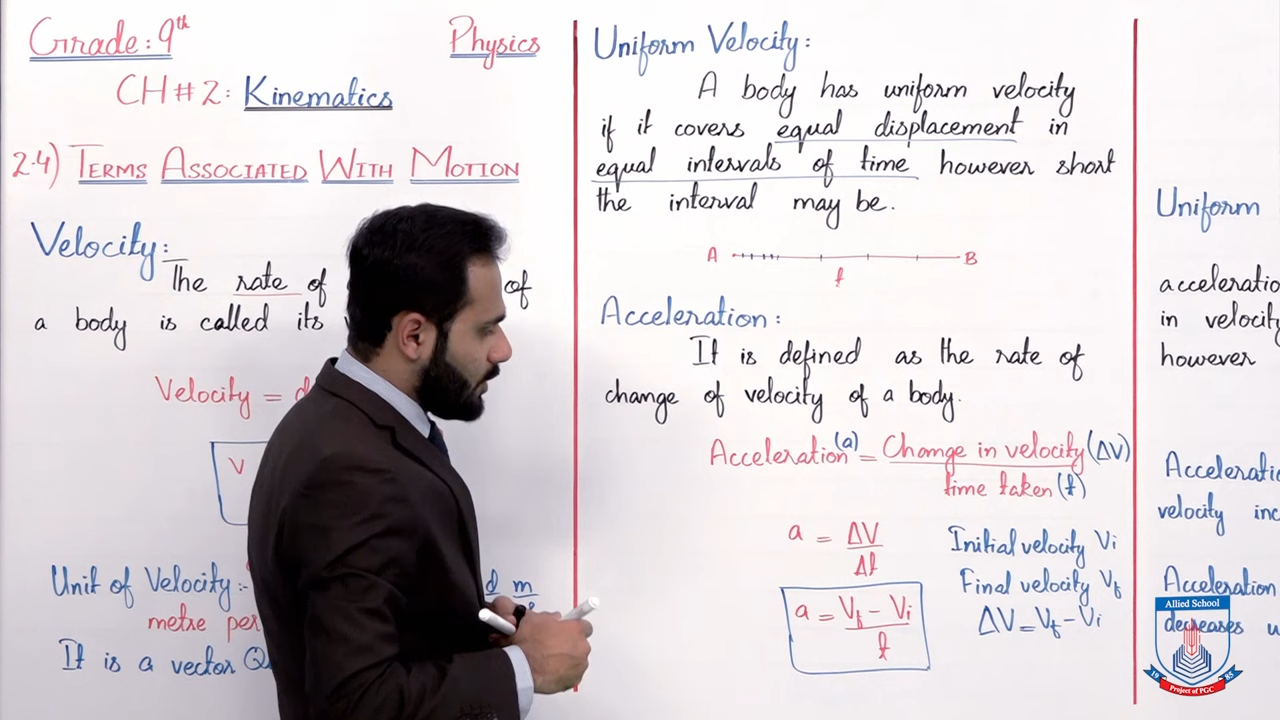 Grade: 9th Physics
CH # 2: Kinematics
2.4) TERMS ASSOCIATED WITH MOTION
Velocity:
The rate of of
a body is called its
Velocity = d
V
Unit of Velocity:- d m
metre per
It is a vector Q
Uniform Velocity:
A body has uniform velocity
if it covers equal displacement in
equal intervals of time however short
the interval may be.
A B
t
Acceleration:
It is defined as the rate of
change of velocity of a body.
Acceleration (a) = Change in velocity (ΔV)
time taken (t)
a = ΔV
Δt
a = Vf - Vi
t
Initial velocity Vi
Final velocity Vf
ΔV = Vf - Vi
Uniform
acceleratio
in velocity
however
Acceleratio
velocity inc
Acceleration
decreases w
Allied School
19 85
Project of PGC